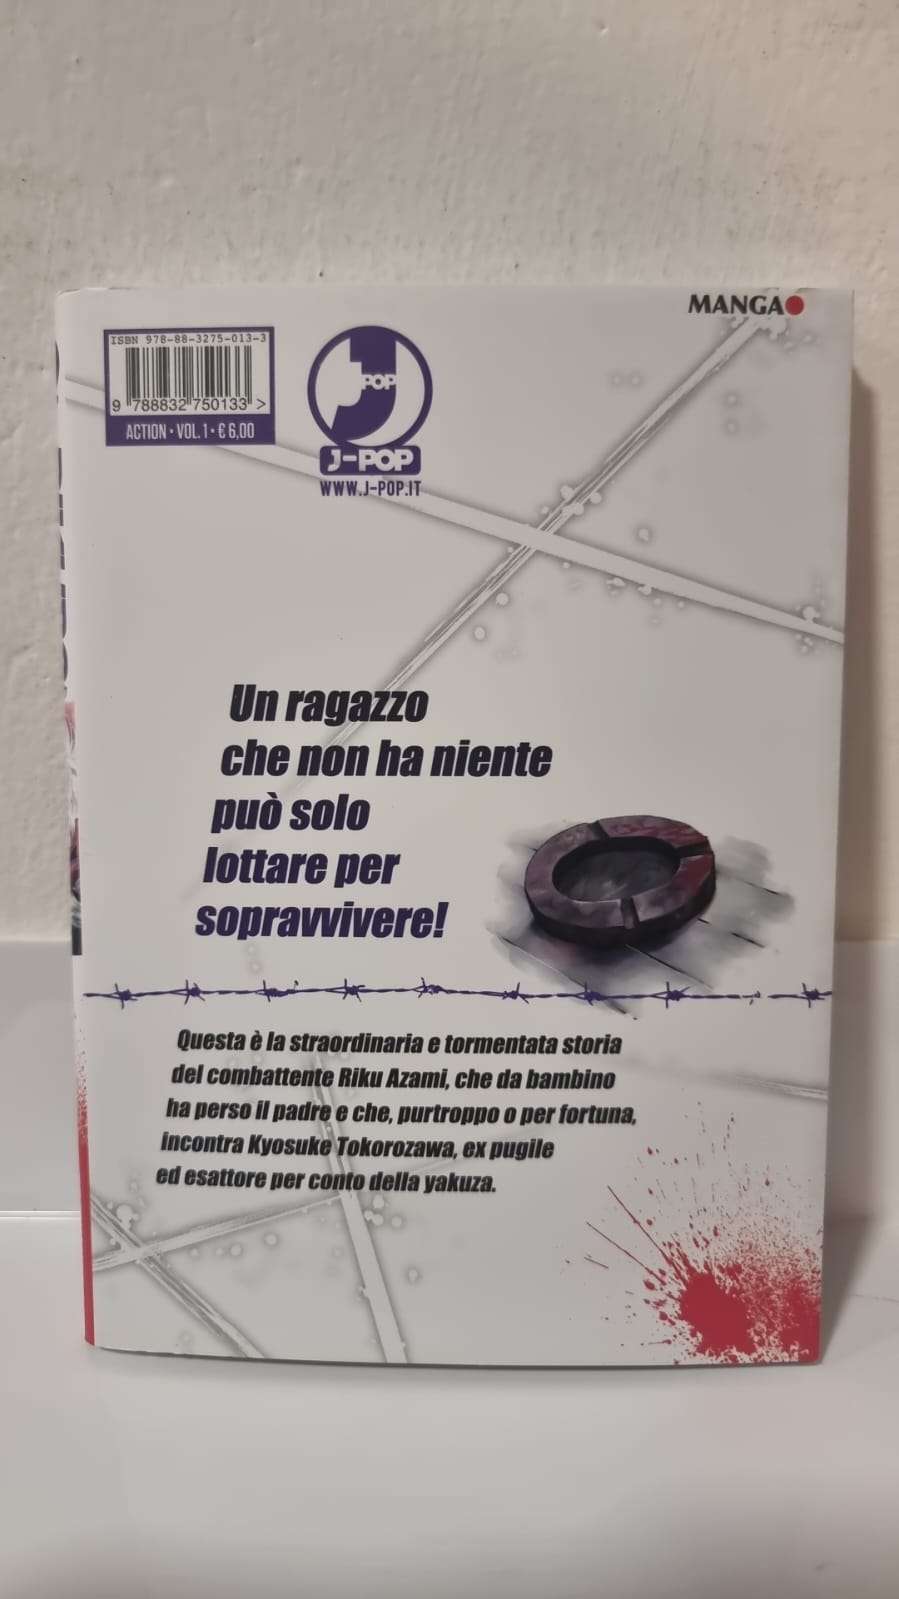 MANGA
ISBN 978-88-3275-013-3
9 788832 750133 >
ACTION • VOL. 1 • € 6,00
J POP
J-POP
WWW.J-POP.IT
Un ragazzo
che non ha niente
può solo
lottare per
sopravvivere!
Questa è la straordinaria e tormentata storia
del combattente Riku Azami, che da bambino
ha perso il padre e che, purtroppo o per fortuna,
incontra Kyosuke Tokorozawa, ex pugile
ed esattore per conto della yakuza.